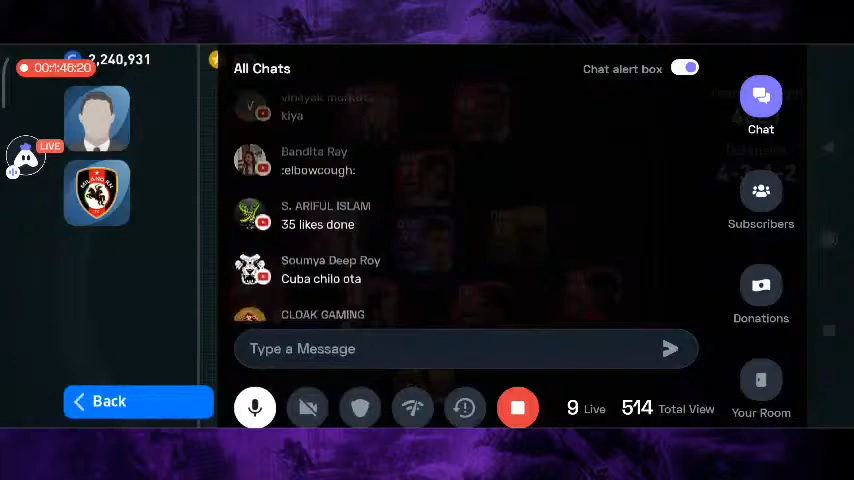 2,240,931
00:1:46:20
LIVE
All Chats
Chat alert box
kiya
Bandita Ray
:elbowcough:
S. ARIFUL ISLAM
35 likes done
Soumya Deep Roy
Cuba chilo ota
CLOAK GAMING
Type a Message
Back
9 Live 514 Total View
Chat
Subscribers
Donations
Your Room
MILANO RN